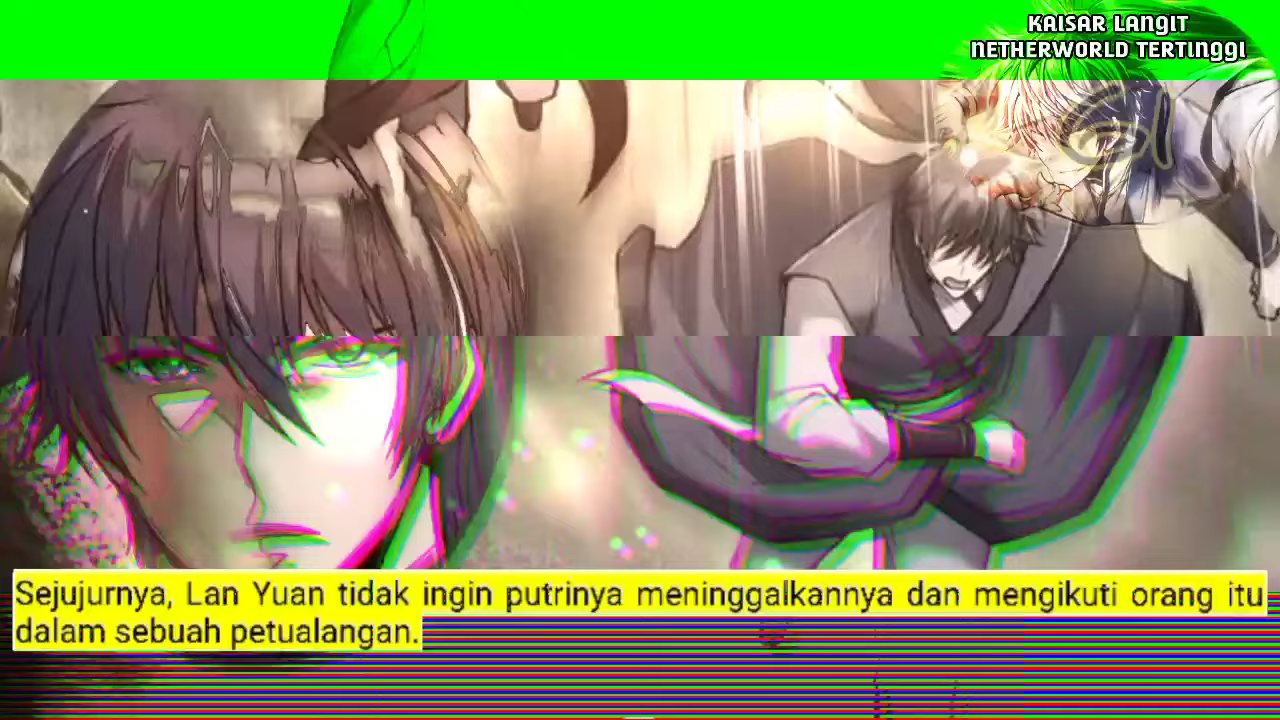 KAISAR LANGIT
NETHERWORLD TERTINGGI
Sejujurnya, Lan Yuan tidak ingin putrinya meninggalkannya dan mengikuti orang itu
dalam sebuah petualangan.